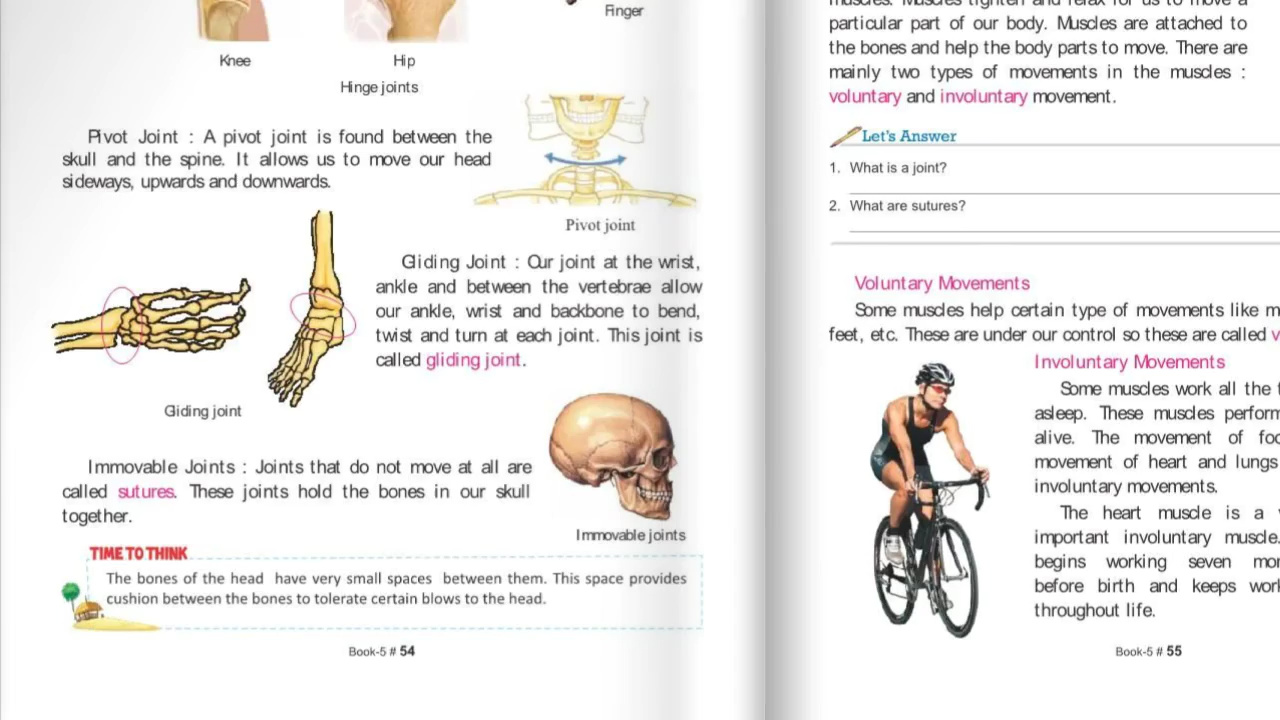 Finger
Knee
Hip
Hinge joints
Pivot Joint : A pivot joint is found between the
skull and the spine. It allows us to move our head
sideways, upwards and downwards.
Pivot joint
Gliding Joint : Our joint at the wrist,
ankle and between the vertebrae allow
our ankle, wrist and backbone to bend,
twist and turn at each joint. This joint is
called gliding joint.
Gliding joint
Immovable Joints : Joints that do not move at all are
called sutures. These joints hold the bones in our skull
together.
Immovable joints
TIME TO THINK
The bones of the head have very small spaces between them. This space provides
cushion between the bones to tolerate certain blows to the head.
Book-5 # 54
muscles. Muscles tighten and relax for us to move a
particular part of our body. Muscles are attached to
the bones and help the body parts to move. There are
mainly two types of movements in the muscles :
voluntary and involuntary movement.
Let's Answer
1. What is a joint?
2. What are sutures?
Voluntary Movements
Some muscles help certain type of movements like
feet, etc. These are under our control so these are called
Involuntary Movements
Some muscles work all the
asleep. These muscles perform
alive. The movement of
movement of heart and lungs
involuntary movements.
The heart muscle is a
important involuntary muscle.
begins working seven
before birth and keeps
throughout life.
Book-5 # 55